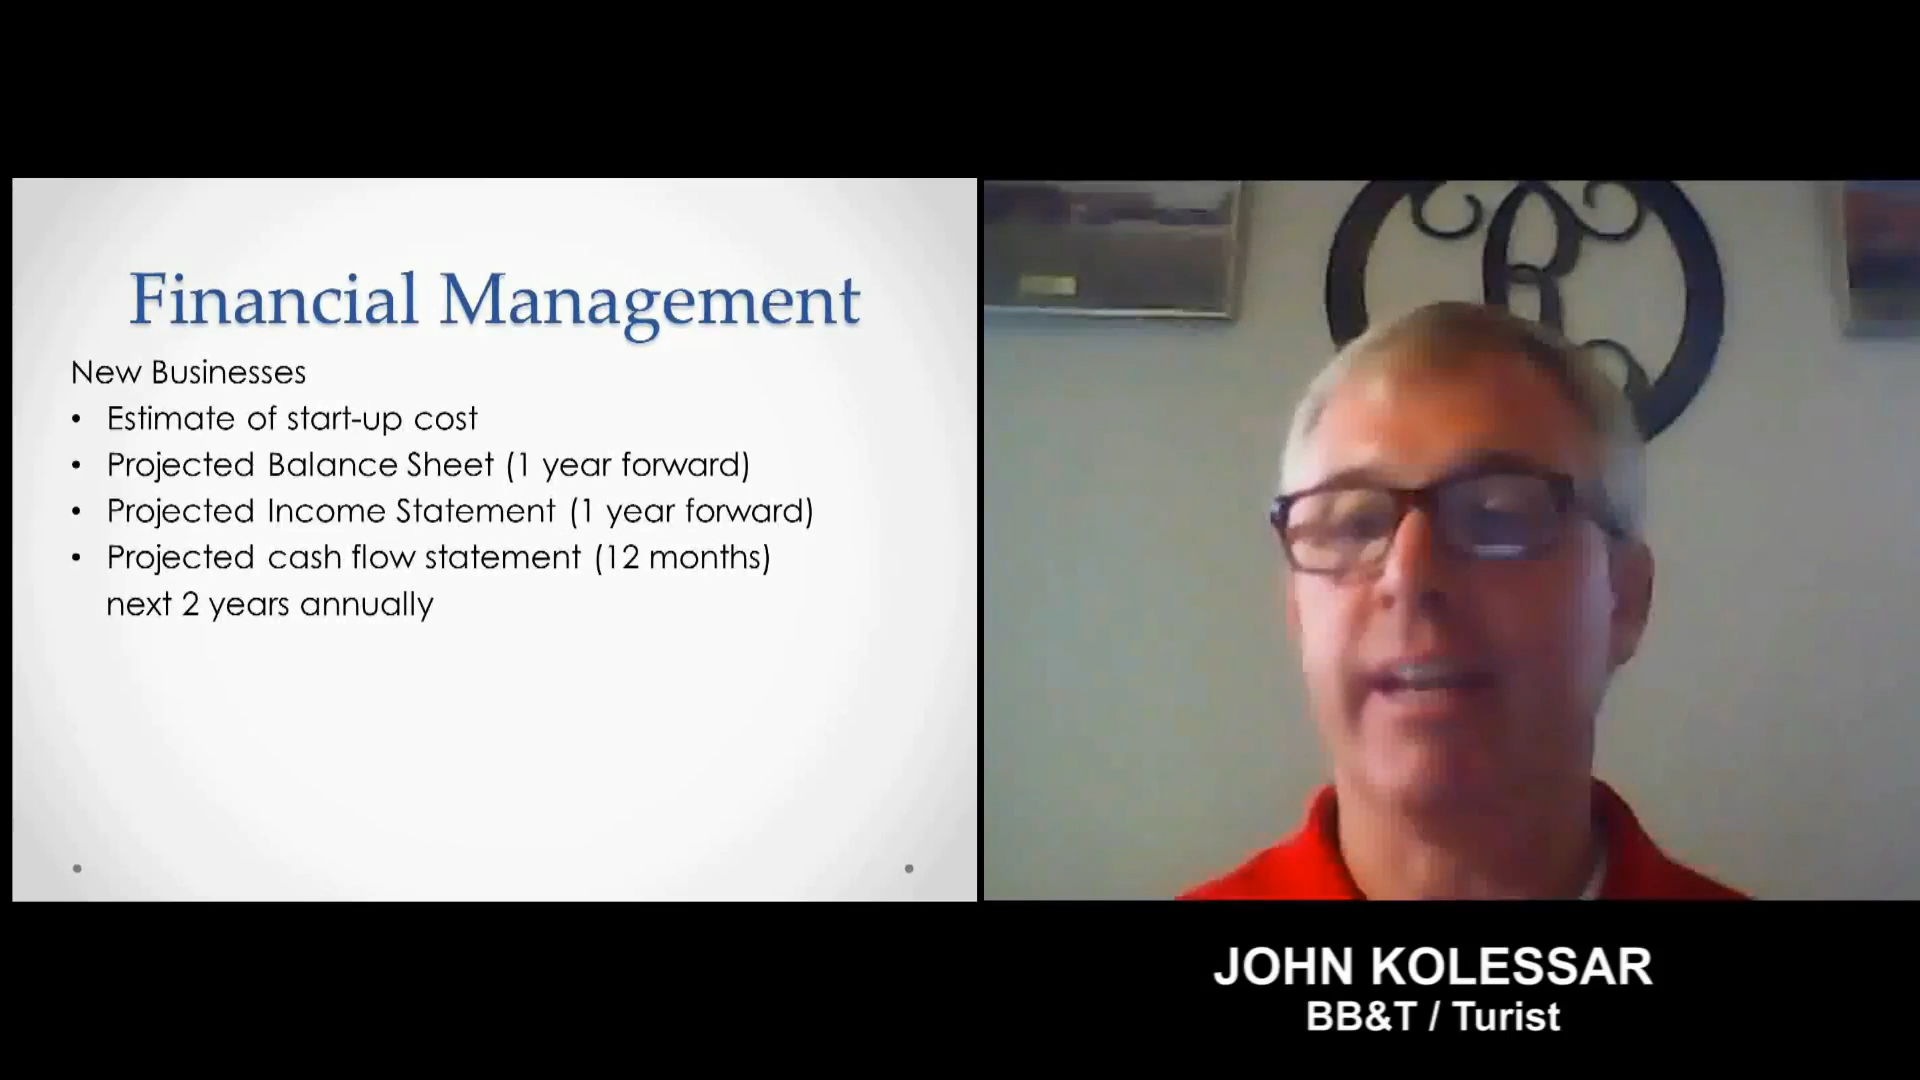 Financial Management
New Businesses
• Estimate of start-up cost
• Projected Balance Sheet (1 year forward)
• Projected Income Statement (1 year forward)
• Projected cash flow statement (12 months)
next 2 years annually
JOHN KOLESSAR
BB&T / Turist